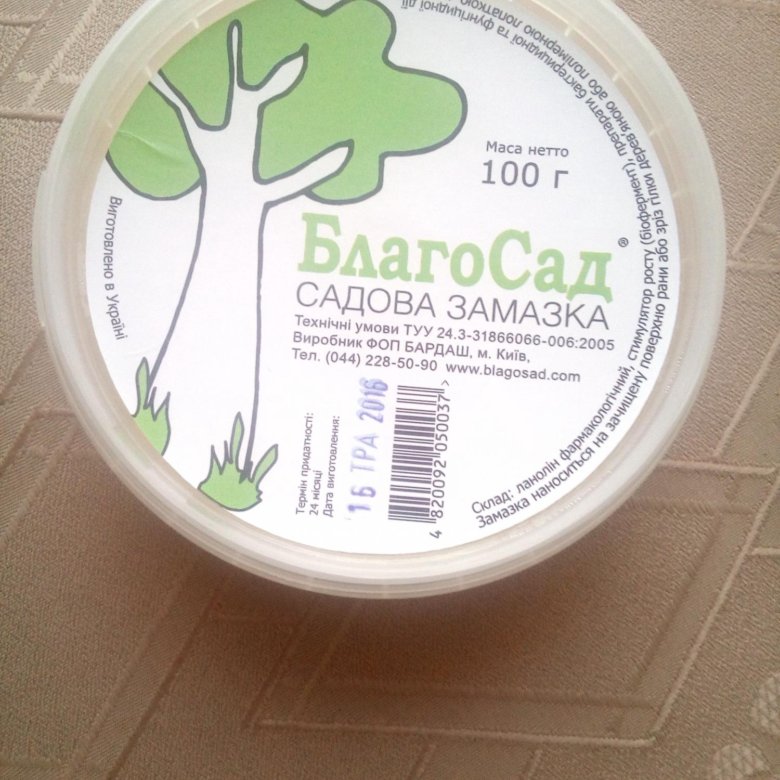 Маса нетто
100 г
БлагоСад®
САДОВА ЗАМАЗКА
Технічні умови ТУУ 24.3-31866066-006:2005
Виробник ФОП БАРДАШ, м. Київ,
Тел. (044) 228-50-90 www.blagosad.com
Виготовлено в Україні
Термін придатності:
24 місяці
Дата виготовлення:
16 ТРА 2016
4 820092 050037 >
Склад: ланолін фармакологічний, стимулятор росту (біофермент), препарати бактерицидної та фунгіцидної дії
Замазка наноситься на зачищену поверхню рани або зріз гілки дерев'яною або полімерною лопаткою